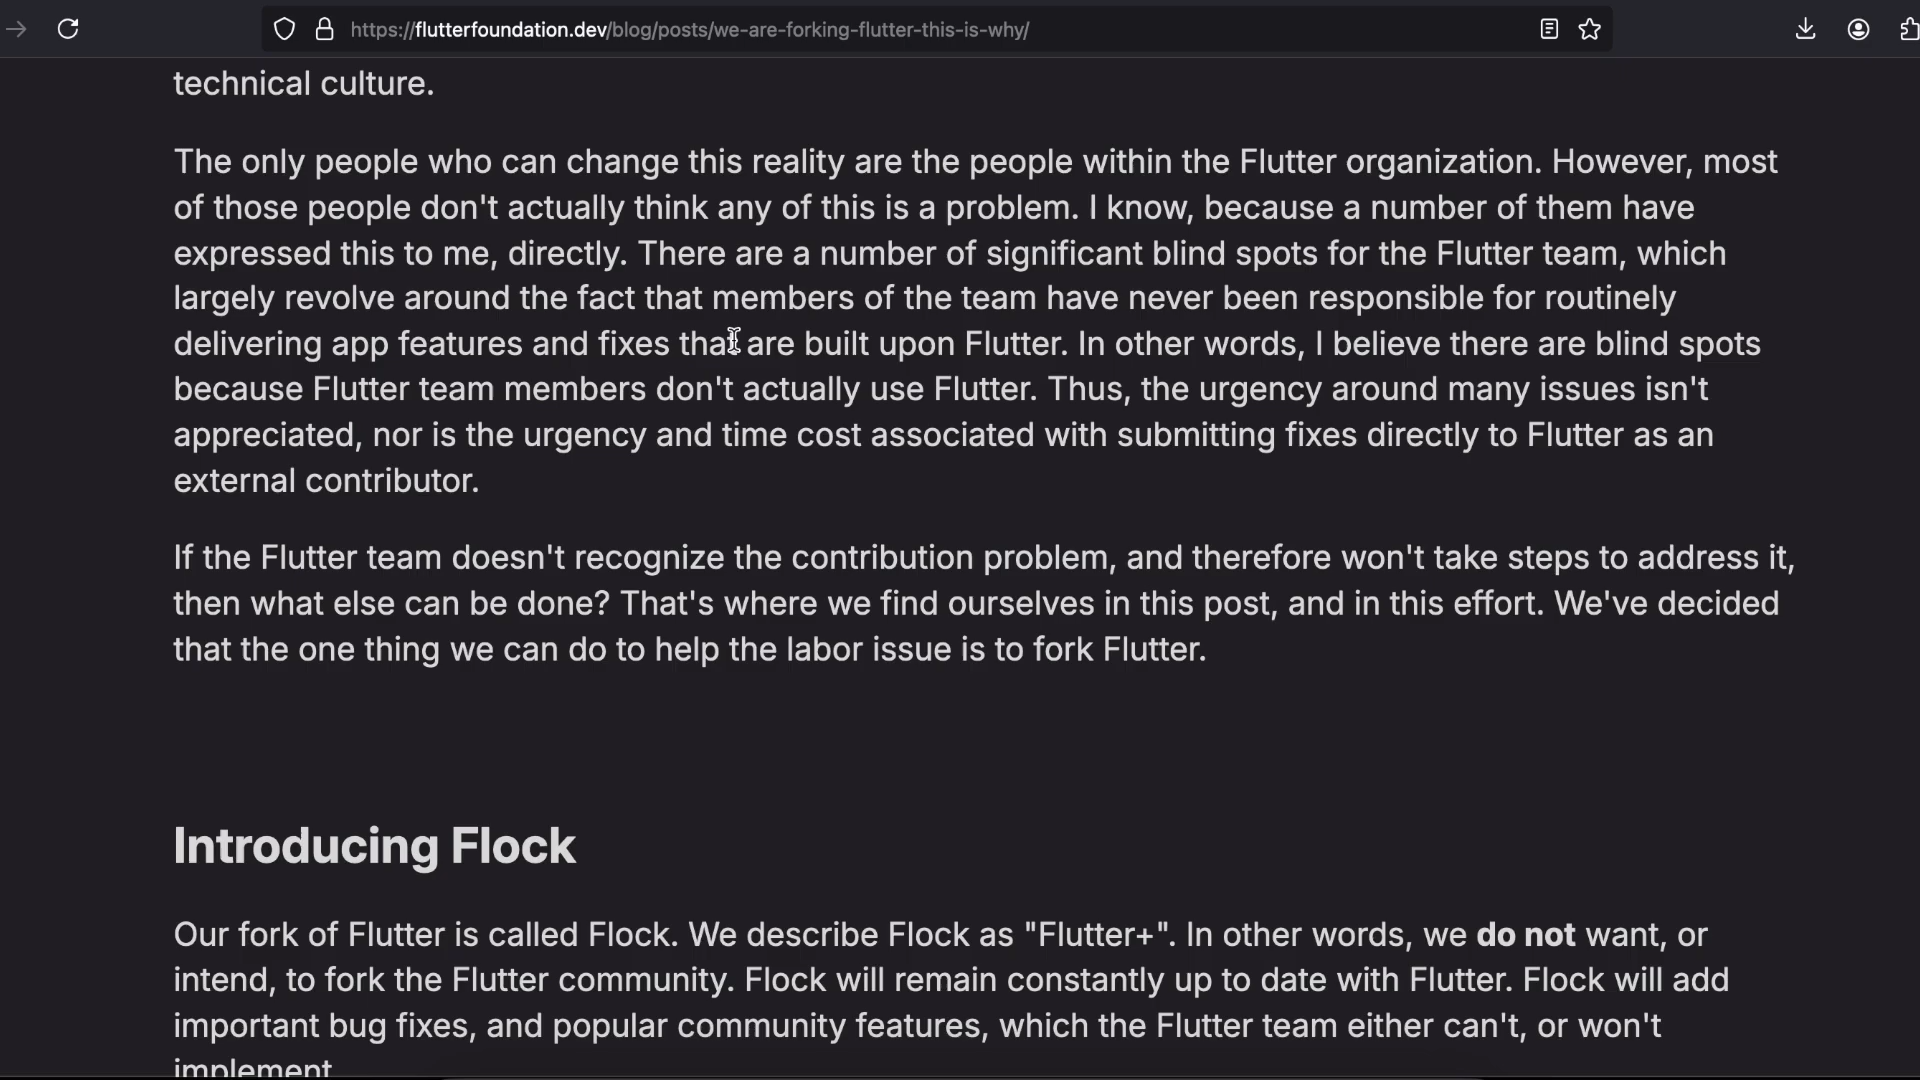 https://flutterfoundation.dev/blog/posts/we-are-forking-flutter-this-is-why/
technical culture.
The only people who can change this reality are the people within the Flutter organization. However, most
of those people don't actually think any of this is a problem. I know, because a number of them have
expressed this to me, directly. There are a number of significant blind spots for the Flutter team, which
largely revolve around the fact that members of the team have never been responsible for routinely
delivering app features and fixes that are built upon Flutter. In other words, I believe there are blind spots
because Flutter team members don't actually use Flutter. Thus, the urgency around many issues isn't
appreciated, nor is the urgency and time cost associated with submitting fixes directly to Flutter as an
external contributor.
If the Flutter team doesn't recognize the contribution problem, and therefore won't take steps to address it,
then what else can be done? That's where we find ourselves in this post, and in this effort. We've decided
that the one thing we can do to help the labor issue is to fork Flutter.
Introducing Flock
Our fork of Flutter is called Flock. We describe Flock as "Flutter+". In other words, we do not want, or
intend, to fork the Flutter community. Flock will remain constantly up to date with Flutter. Flock will add
important bug fixes, and popular community features, which the Flutter team either can't, or won't
implement.